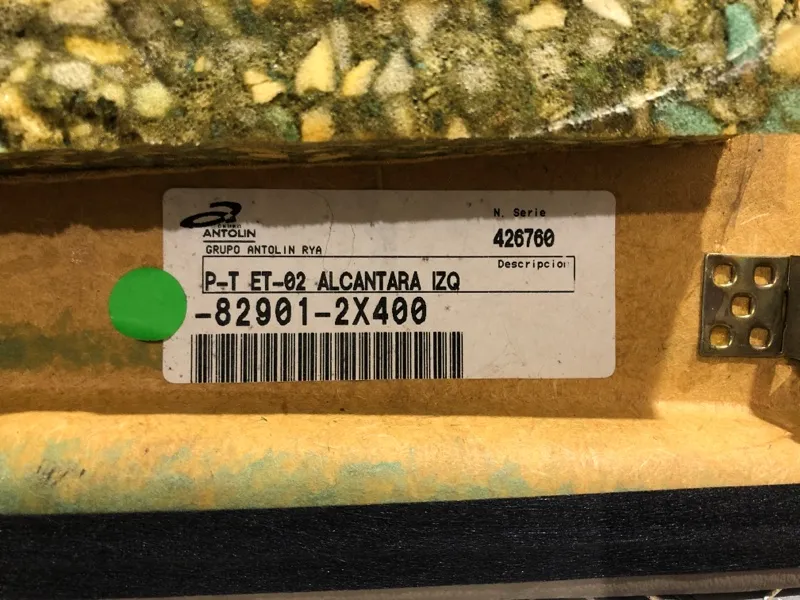 ANTOLIN
GRUPO ANTOLIN RYA
N. Serie
426760
Descripcion
P-T ET-02 ALCANTARA IZQ
-82901-2X400